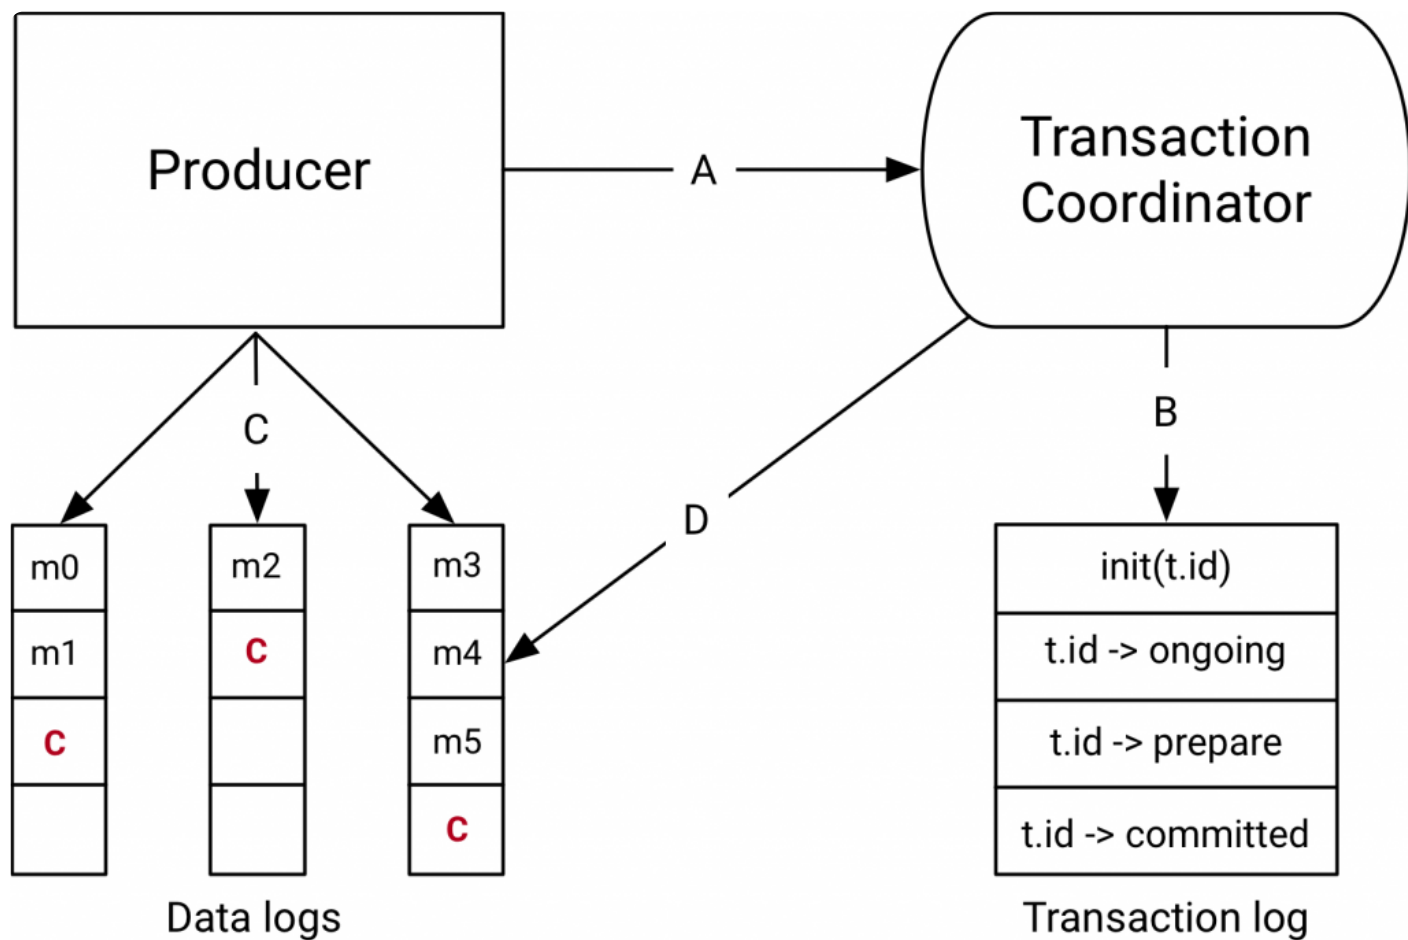 Producer
A
Transaction
Coordinator
C
B
D
m0
m1
C
m2
C
m3
m4
m5
C
init(t.id)
t.id -> ongoing
t.id -> prepare
t.id -> committed
Data logs
Transaction log